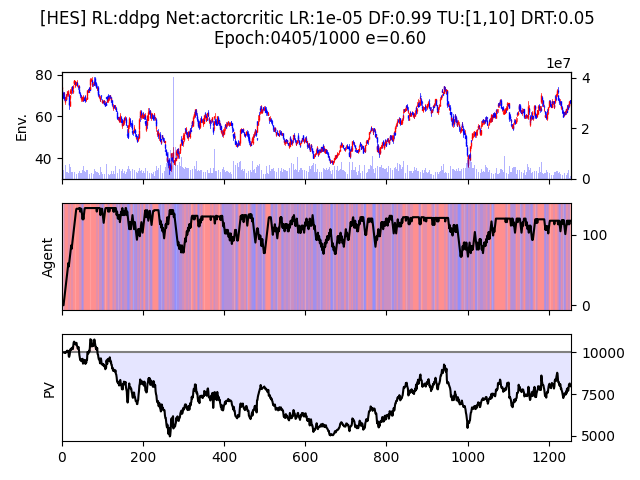 [HES] RL:ddpg Net:actorcritic LR:1e-05 DF:0.99 TU:[1,10] DRT:0.05
Epoch:0405/1000 e=0.60
1e7
80
60
40
Env.
4
2
0
Agent
100
0
PV
10000
7500
5000
0 200 400 600 800 1000 1200